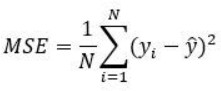 MSE = \frac{1}{N} \sum_{i=1}^{N} (y_i - \hat{y})^2